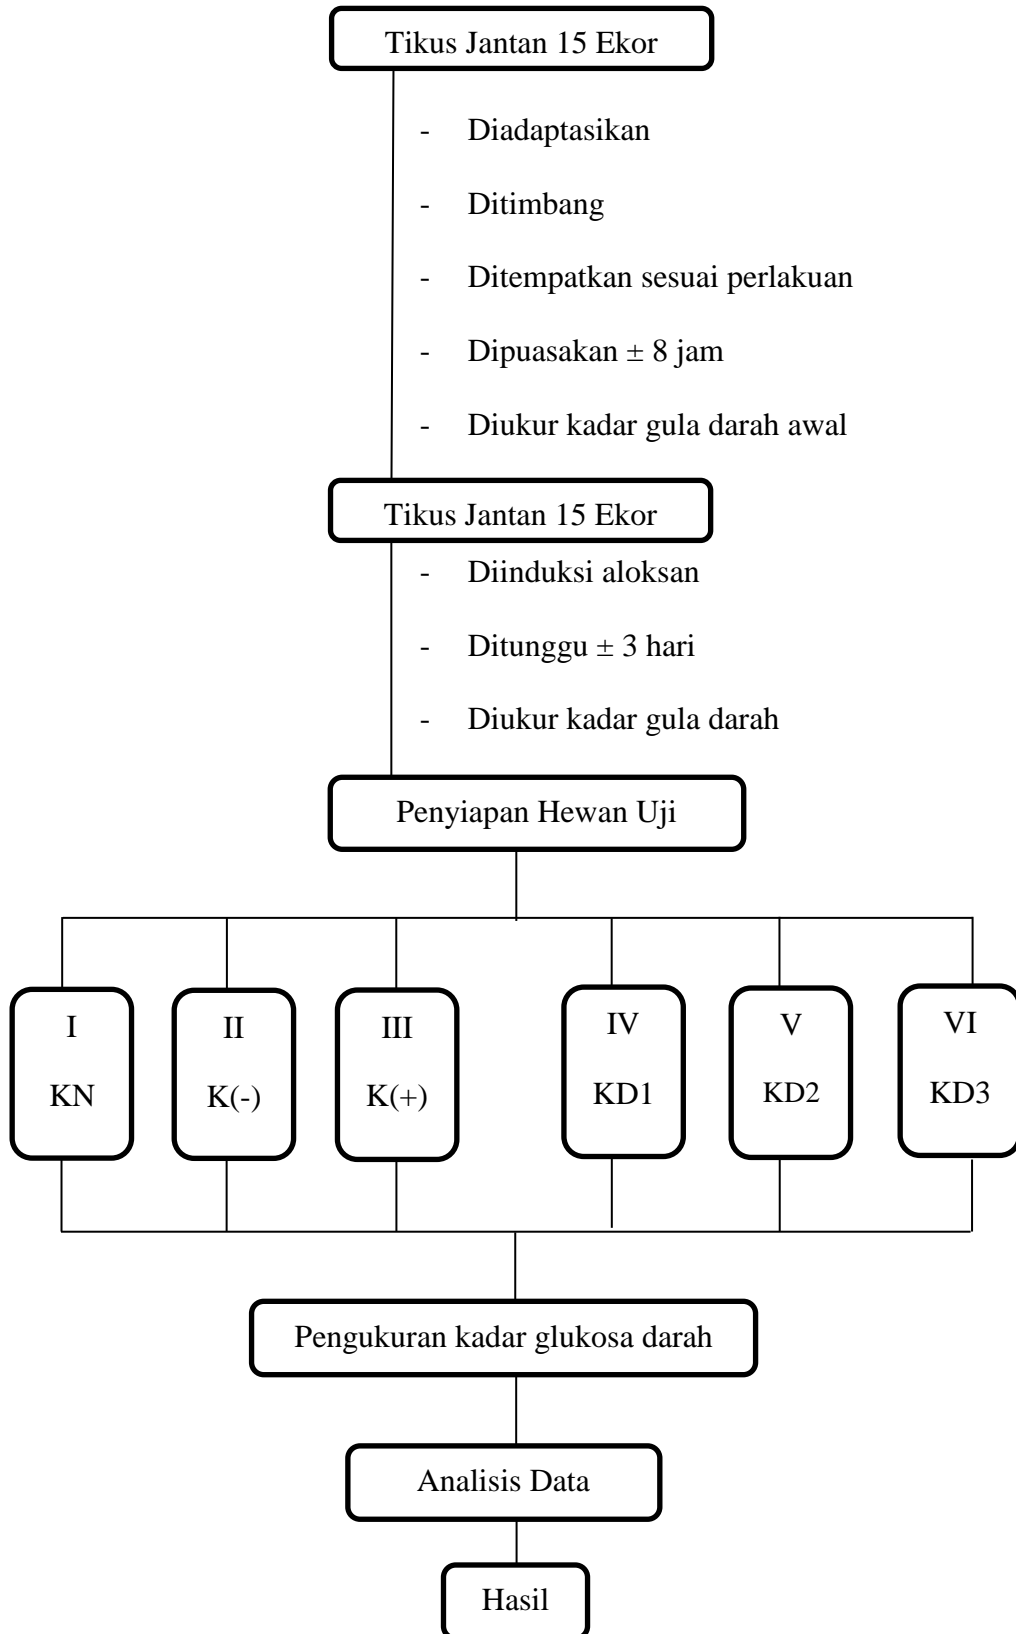 Tikus Jantan 15 Ekor
- Diadaptasikan
- Ditimbang
- Ditempatkan sesuai perlakuan
- Dipuasakan ± 8 jam
- Diukur kadar gula darah awal
Tikus Jantan 15 Ekor
- Diinduksi aloksan
- Ditunggu ± 3 hari
- Diukur kadar gula darah
Penyiapan Hewan Uji
I
KN
II
K(-)
III
K(+)
IV
KD1
V
KD2
VI
KD3
Pengukuran kadar glukosa darah
Analisis Data
Hasil